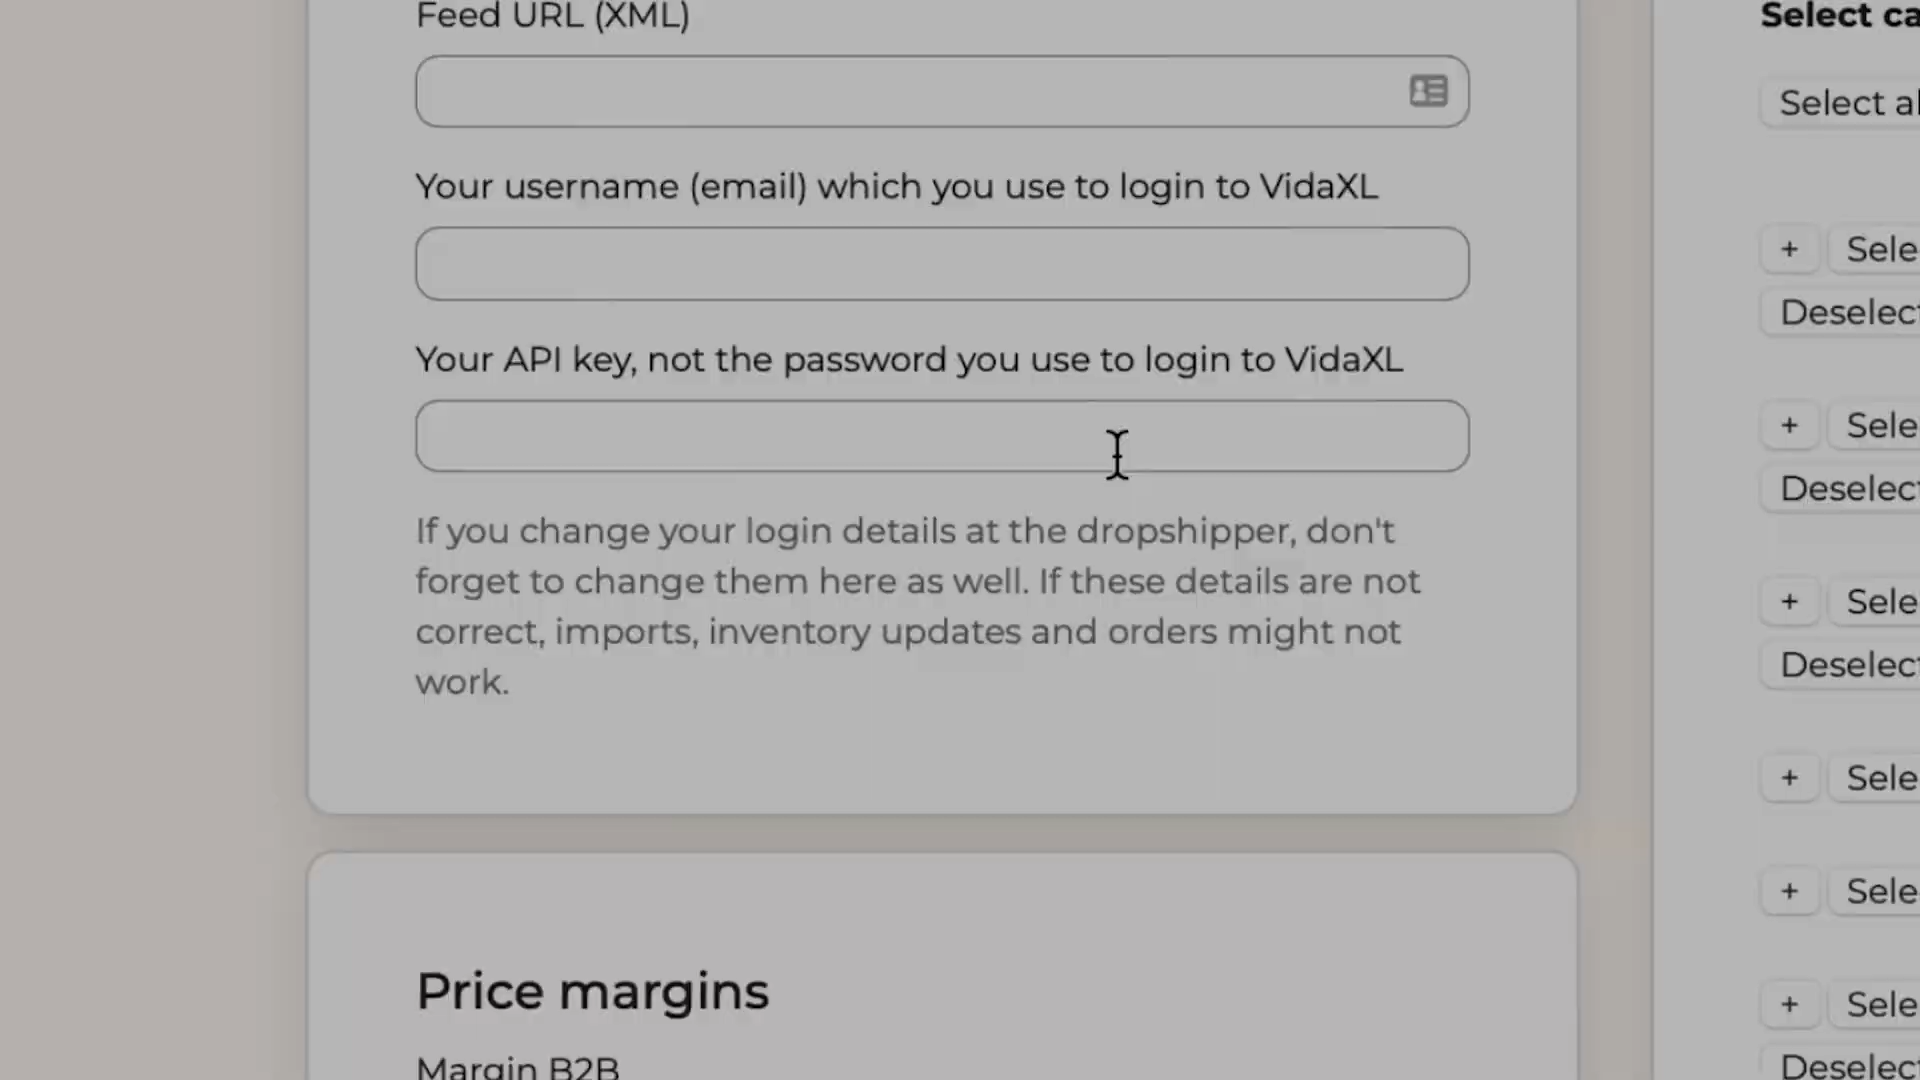 Feed URL (XML)
Your username (email) which you use to login to VidaXL
Your API key, not the password you use to login to VidaXL
If you change your login details at the dropshipper, don't
forget to change them here as well. If these details are not
correct, imports, inventory updates and orders might not
work.
Price margins
Margin B2B
Select ca
Select al
+ Sele
Deselect
+ Sele
Deselect
+ Sele
Deselect
+ Sele
+ Sele
+ Sele
Deselect